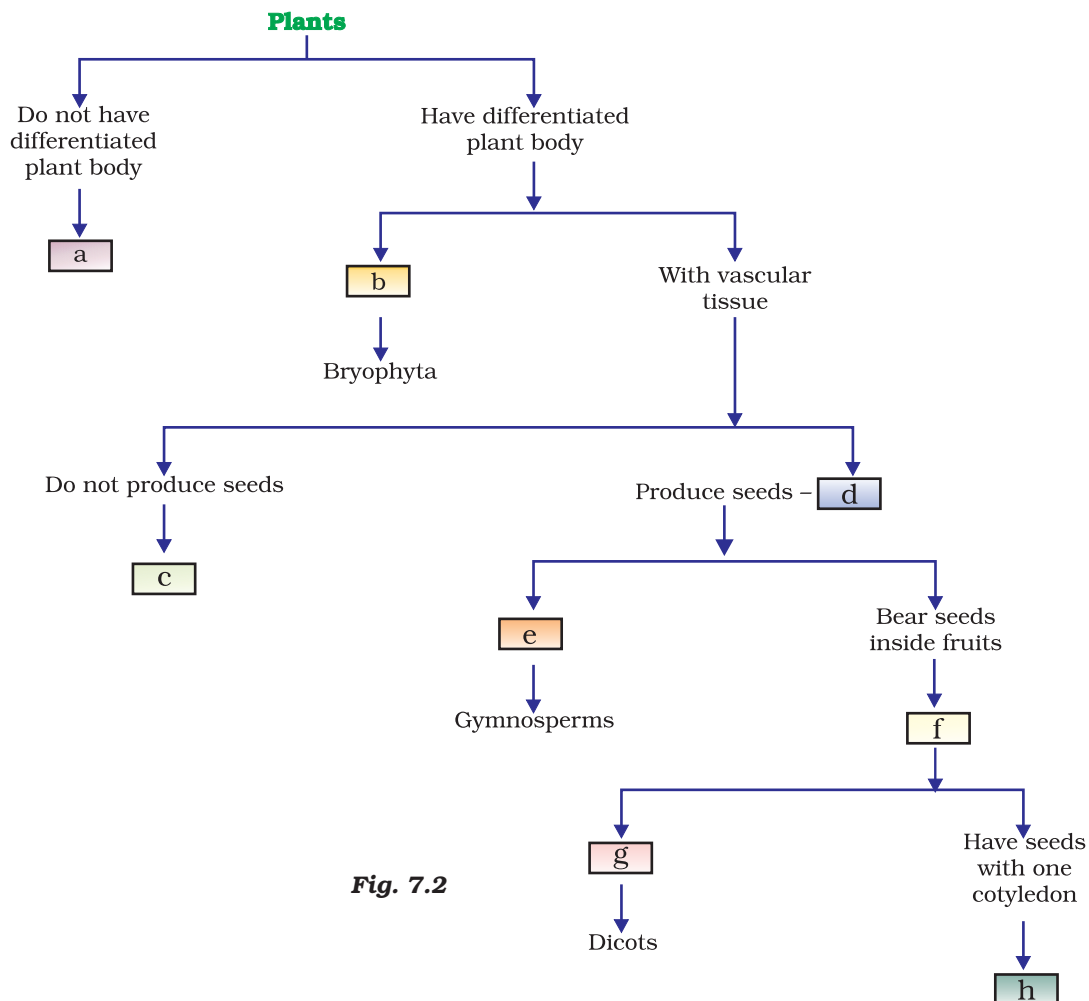 Plants
Do not have
differentiated
plant body
Have differentiated
plant body
a
b
With vascular
tissue
Bryophyta
Do not produce seeds
Produce seeds – d
c
e
Bear seeds
inside fruits
Gymnosperms
f
g
Have seeds
with one
cotyledon
Fig. 7.2
Dicots
h